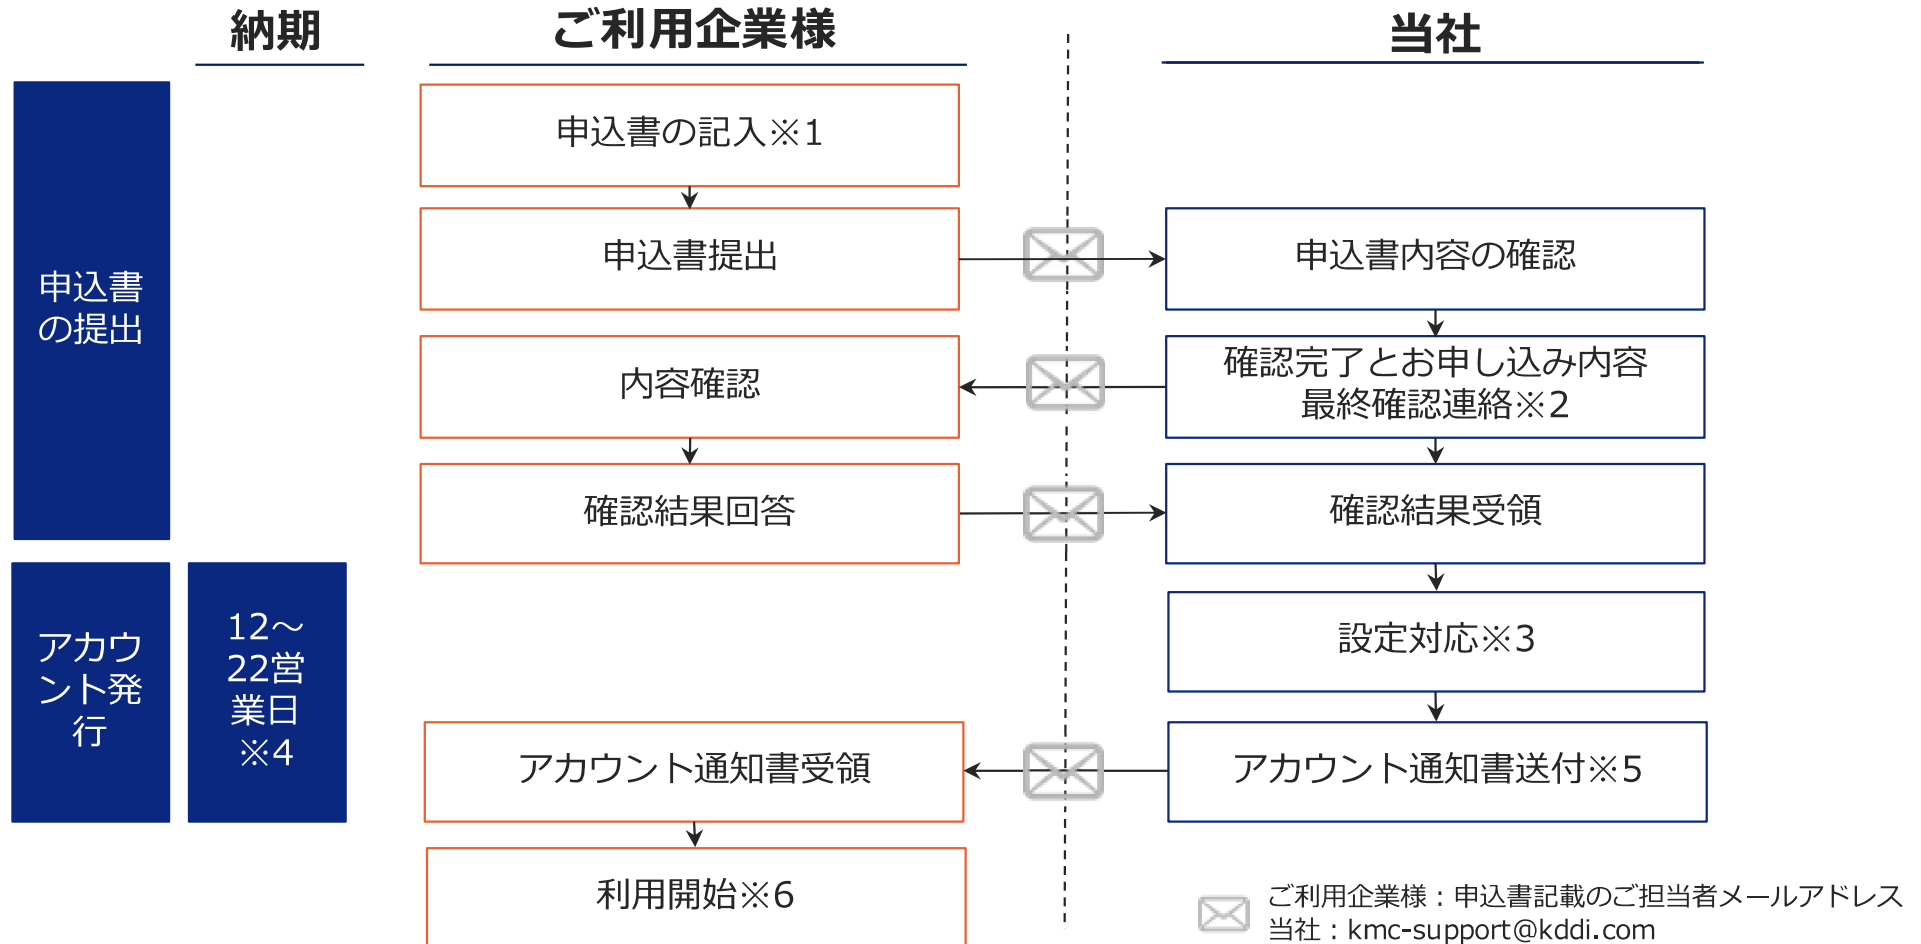 納期
ご利用企業様
当社
申込書
の提出
申込書の記入※1
申込書提出
申込書内容の確認
内容確認
確認完了とお申し込み内容
最終確認連絡※2
確認結果回答
確認結果受領
アカウ
ント発
行
12～
22営
業日
※4
設定対応※3
アカウント通知書受領
アカウント通知書送付※5
利用開始※6
ご利用企業様：申込書記載のご担当者メールアドレス
当社：kmc-support@kddi.com